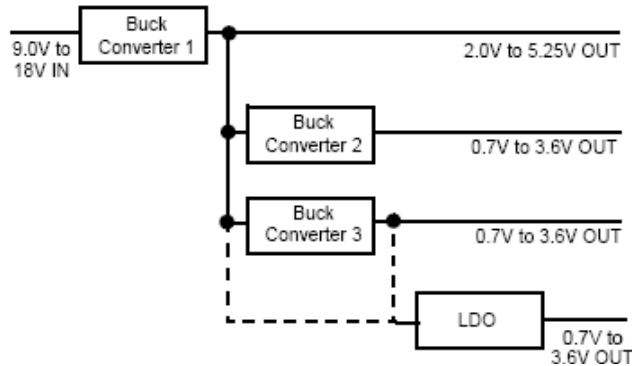 Buck
Converter 1
9.0V to
18V IN
2.0V to 5.25V OUT
Buck
Converter 2
0.7V to 3.6V OUT
Buck
Converter 3
0.7V to 3.6V OUT
LDO
0.7V to
3.6V OUT